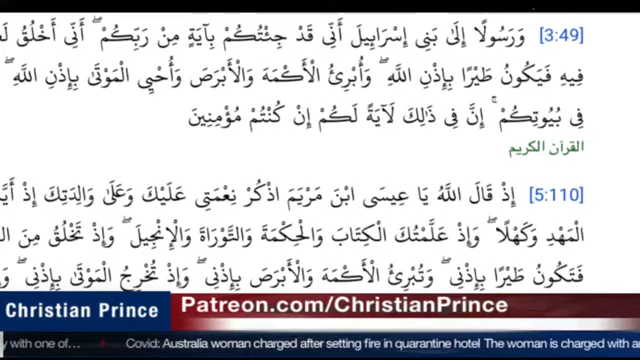 [3:49] وَرَسُولًا إِلَىٰ بَنِي إِسْرَائِيلَ أَنِّي قَدْ جِئْتُكُمْ بِآيَةٍ مِنْ رَبِّكُمْ ۖ أَنِّي أَخْلُقُ
فِيهِ فَيَكُونُ طَيْرًا بِإِذْنِ اللَّهِ ۖ وَأُبْرِئُ الْأَكْمَهَ وَالْأَبْرَصَ وَأُحْيِي الْمَوْتَىٰ بِإِذْنِ اللَّهِ ۖ
فِي بُيُوتِكُمْ ۚ إِنَّ فِي ذَٰلِكَ لَآيَةً لَكُمْ إِنْ كُنْتُمْ مُؤْمِنِينَ
القرآن الكريم
[5:110] إِذْ قَالَ اللَّهُ يَا عِيسَى ابْنَ مَرْيَمَ اذْكُرْ نِعْمَتِي عَلَيْكَ وَعَلَىٰ وَالِدَتِكَ إِذْ
الْمَهْدِ وَكَهْلًا ۖ وَإِذْ عَلَّمْتُكَ الْكِتَابَ وَالْحِكْمَةَ وَالتَّوْرَاةَ وَالْإِنْجِيلَ ۖ وَإِذْ تَخْلُقُ مِنَ
فَتَكُونُ طَيْرًا بِإِذْنِي ۖ وَتُبْرِئُ الْأَكْمَهَ وَالْأَبْرَصَ بِإِذْنِي ۖ وَإِذْ تُخْرِجُ الْمَوْتَىٰ بِإِذْنِي ۖ
Christian Prince Patreon.com/ChristianPrince
with one of… Covid: Australia woman charged after setting fire in quarantine hotel The woman is charged with